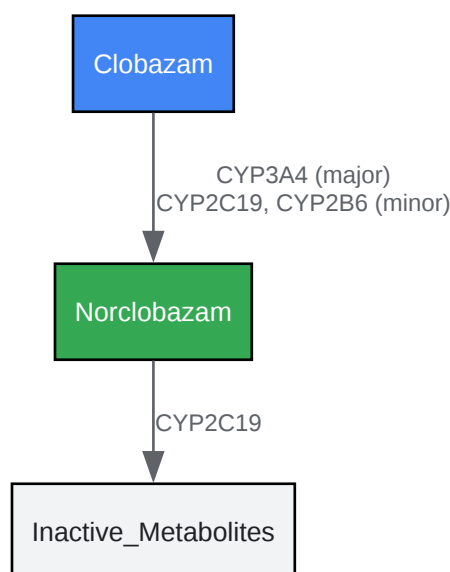 Clobazam
CYP3A4 (major)
CYP2C19, CYP2B6 (minor)
Norclobazam
CYP2C19
Inactive_Metabolites